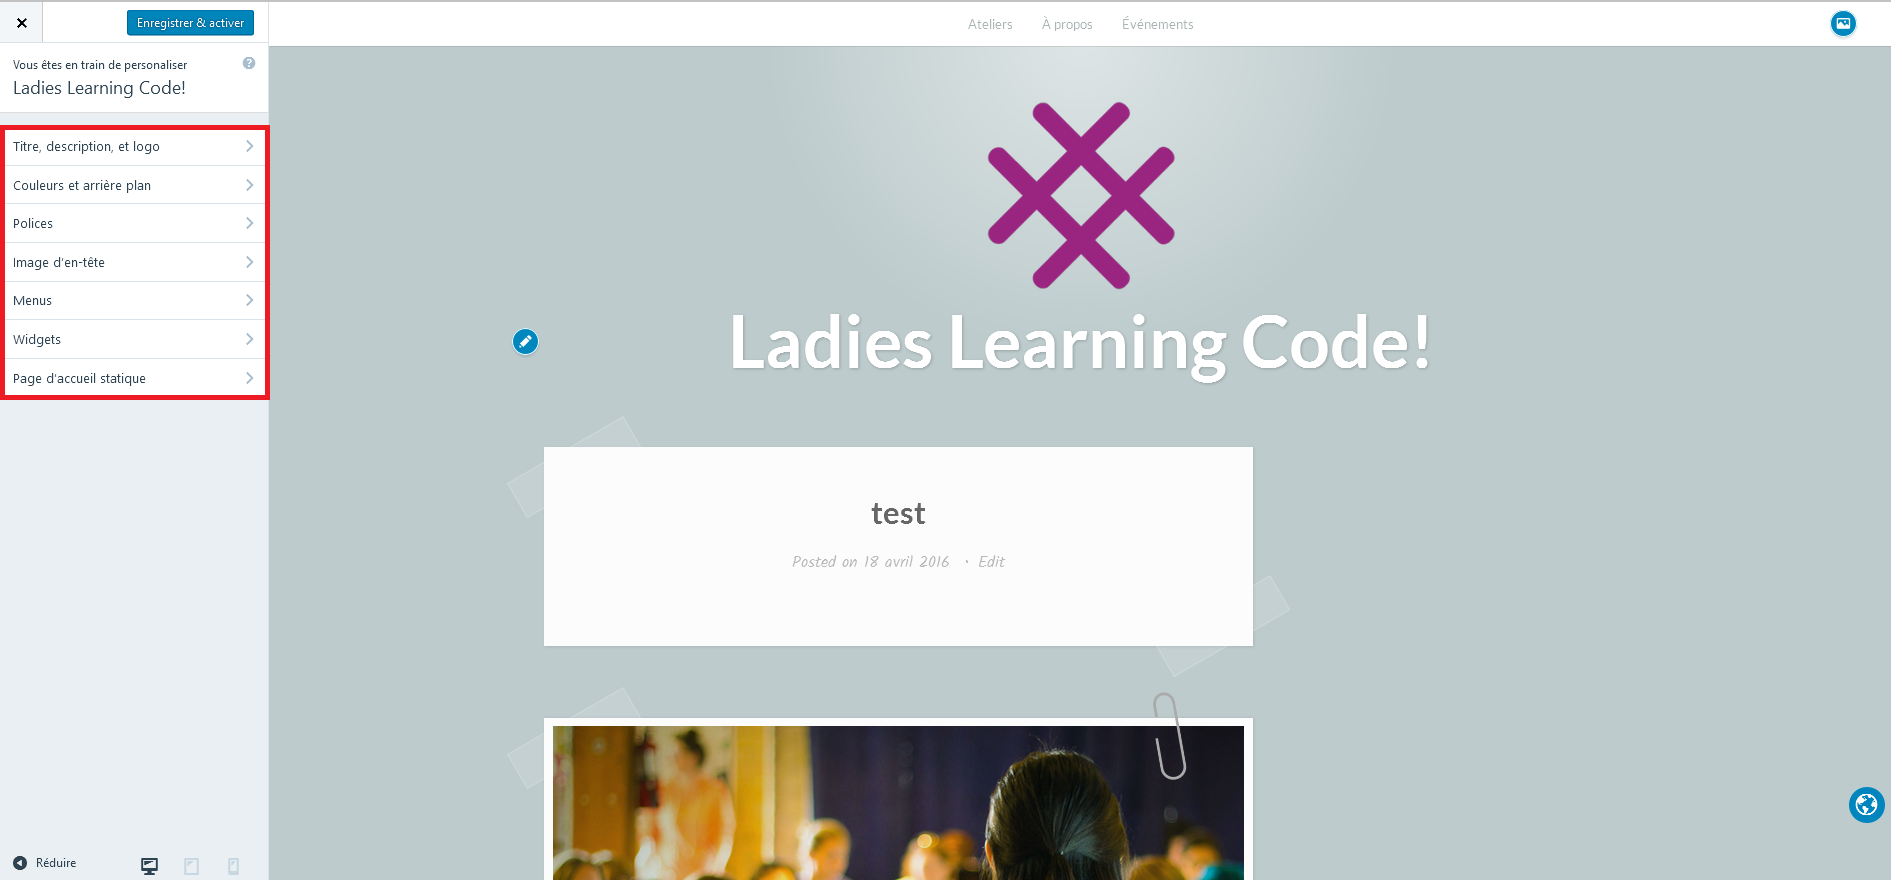 Enregistrer & activer
Vous êtes en train de personaliser
Ladies Learning Code!
Titre, description, et logo
Couleurs et arrière plan
Polices
Image d'en-tête
Menus
Widgets
Page d'accueil statique
Réduire
Ateliers À propos Événements
Ladies Learning Code!
test
Posted on 18 avril 2016 · Edit